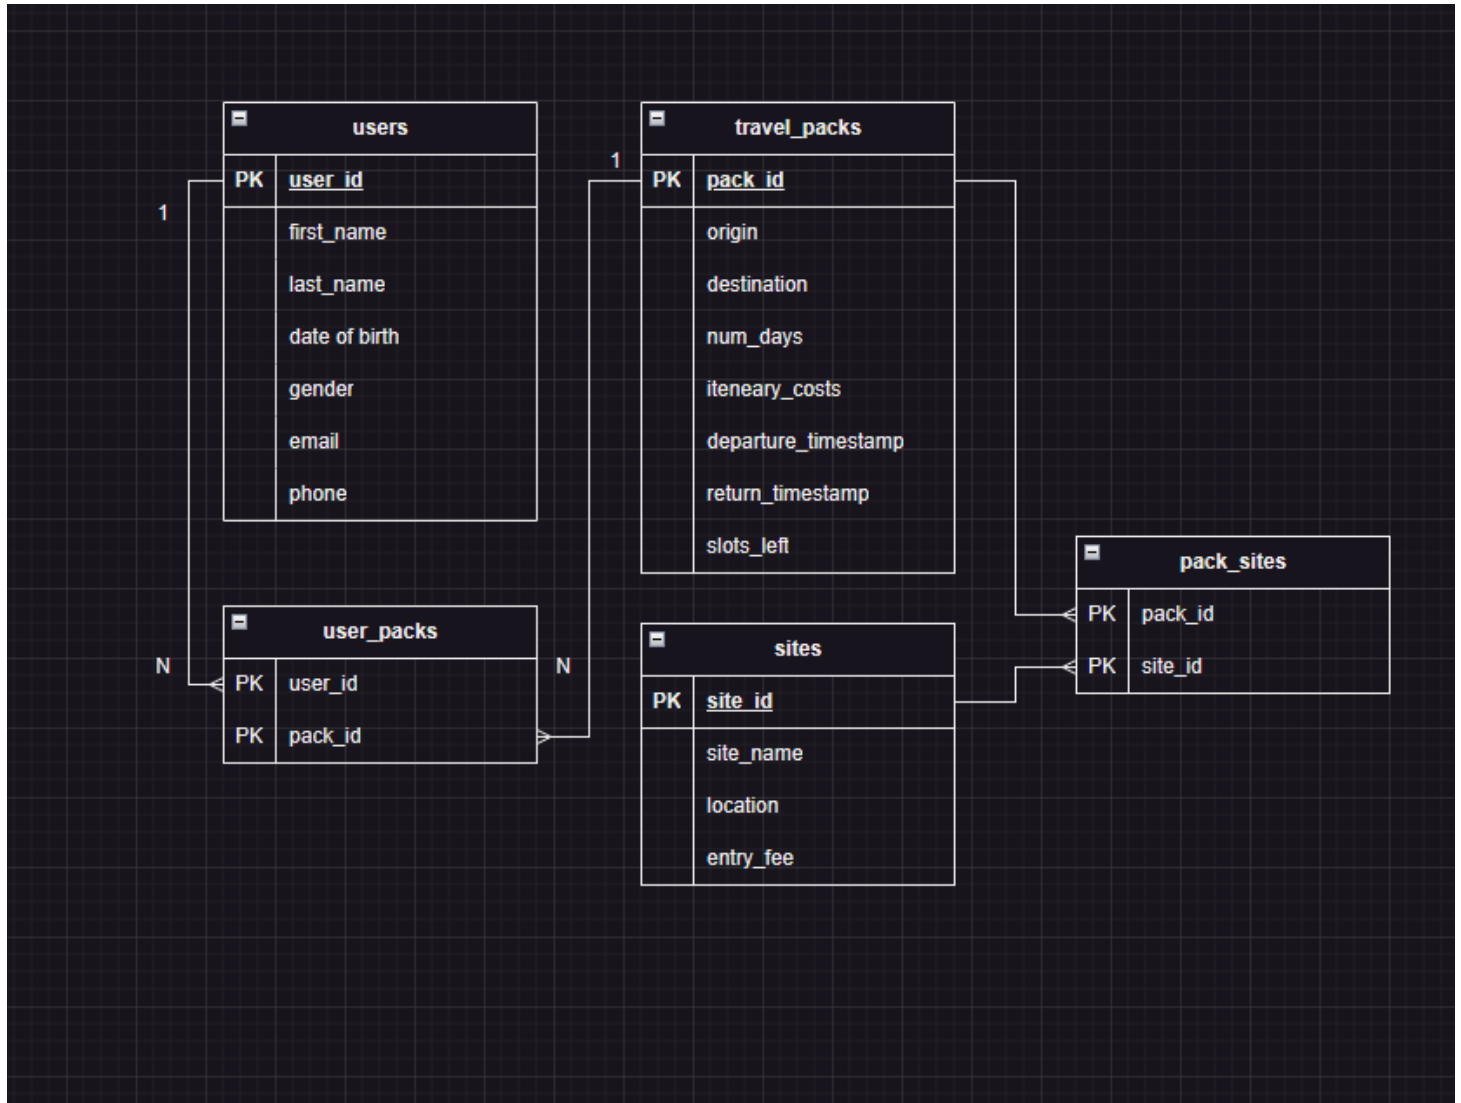 users
PK user_id
1
first_name
last_name
date of birth
gender
email
phone
travel_packs
1
PK pack_id
origin
destination
num_days
iteneary_costs
departure_timestamp
return_timestamp
slots_left
user_packs
N
PK user_id
N
PK pack_id
sites
PK site_id
site_name
location
entry_fee
pack_sites
PK pack_id
PK site_id